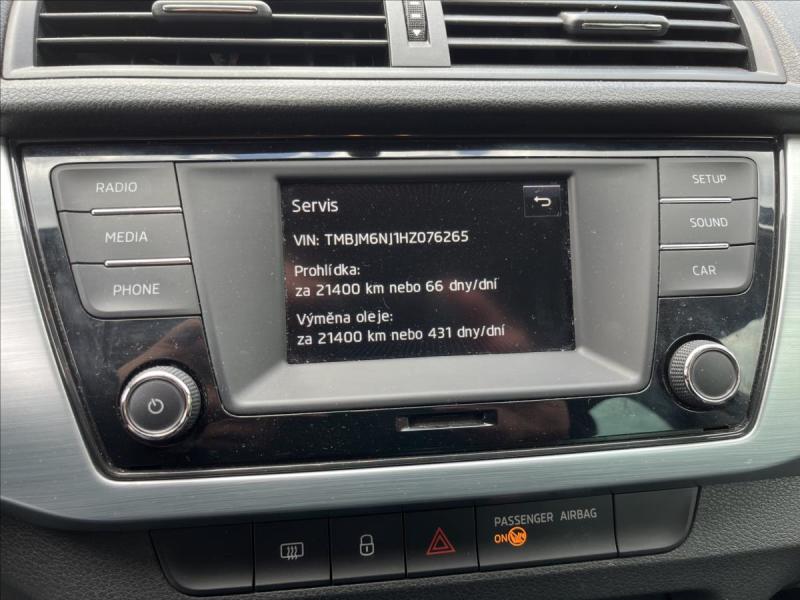 RADIO
MEDIA
PHONE
Servis
VIN: TMBJM6NJ1HZ076265
Prohlídka:
za 21400 km nebo 66 dny/dní
Výměna oleje:
za 21400 km nebo 431 dny/dní
SETUP
SOUND
CAR
PASSENGER AIRBAG
ON